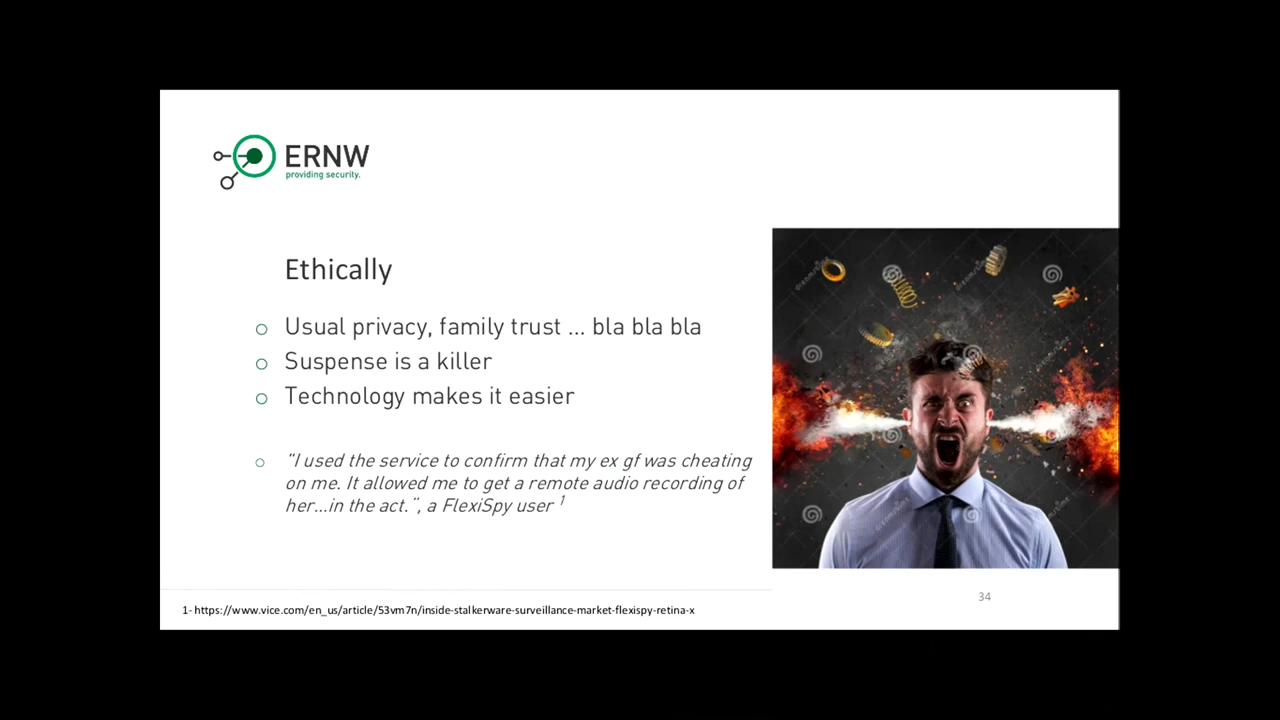 ERNW
providing security.
Ethically
Usual privacy, family trust ... bla bla bla
Suspense is a killer
Technology makes it easier
"I used the service to confirm that my ex gf was cheating
on me. It allowed me to get a remote audio recording of
her...in the act.", a FlexiSpy user 1
34
1- https://www.vice.com/en_us/article/53vm7n/inside-stalkerware-surveillance-market-flexispy-retina-x